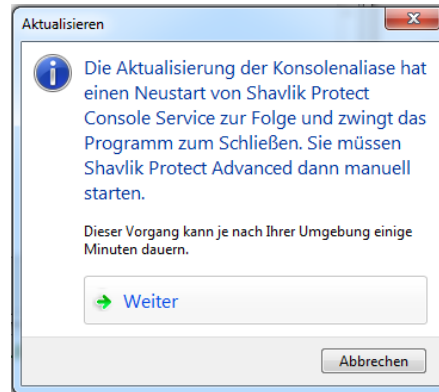 Aktualisieren
Die Aktualisierung der Konsolenaliase hat
einen Neustart von Shavlik Protect
Console Service zur Folge und zwingt das
Programm zum Schließen. Sie müssen
Shavlik Protect Advanced dann manuell
starten.
Dieser Vorgang kann je nach Ihrer Umgebung einige
Minuten dauern.
Weiter
Abbrechen